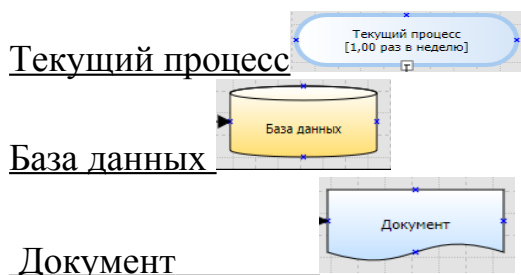 Текущий процесс
Текущий процесс
[1,00 раз в неделю]
T
База данных
База данных
Документ
Документ